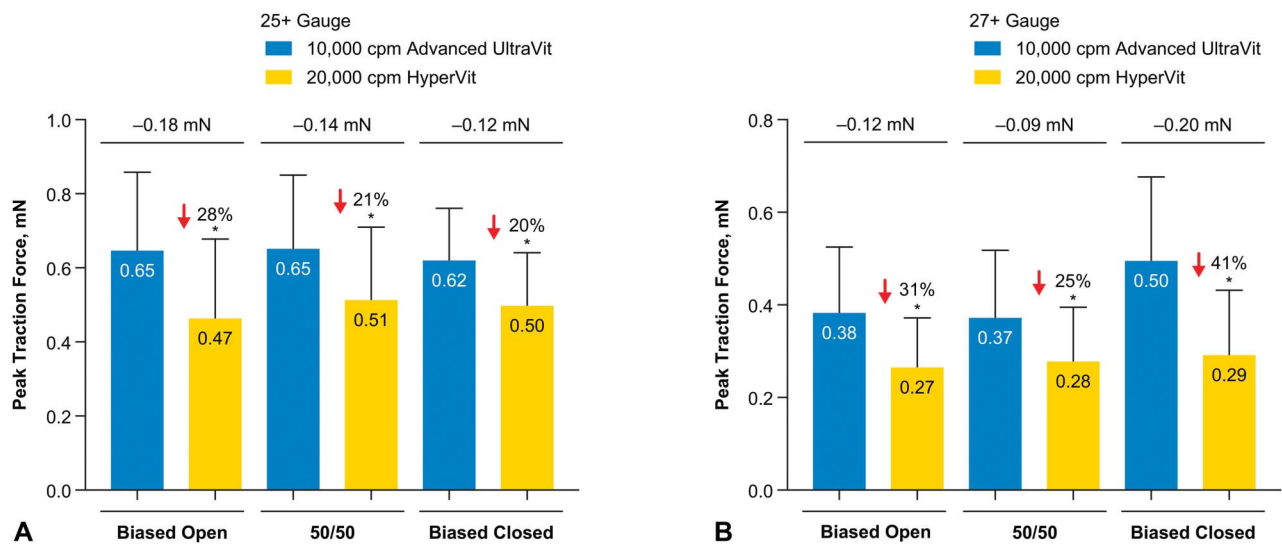 25+ Gauge
10,000 cpm Advanced UltraVit
20,000 cpm HyperVit
Peak Traction Force, mN
1.0
0.8
0.6
0.4
0.2
0.0
–0.18 mN
–0.14 mN
–0.12 mN
0.65
28%
*
0.47
0.65
21%
*
0.51
0.62
20%
*
0.50
A
Biased Open
50/50
Biased Closed
27+ Gauge
10,000 cpm Advanced UltraVit
20,000 cpm HyperVit
Peak Traction Force, mN
0.8
0.6
0.4
0.2
0.0
–0.12 mN
–0.09 mN
–0.20 mN
0.38
31%
*
0.27
0.37
25%
*
0.28
0.50
41%
*
0.29
B
Biased Open
50/50
Biased Closed